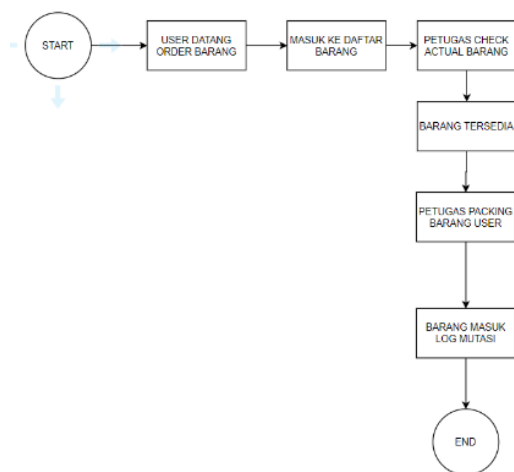 START
USER DATANG
ORDER BARANG
MASUK KE DAFTAR
BARANG
PETUGAS CHECK
ACTUAL BARANG
BARANG TERSEDIA
PETUGAS PACKING
BARANG USER
BARANG MASUK
LOG MUTASI
END